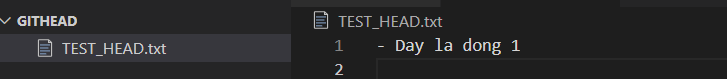 GITHEAD
TEST_HEAD.txt
TEST_HEAD.txt
1 - Day la dong 1
2